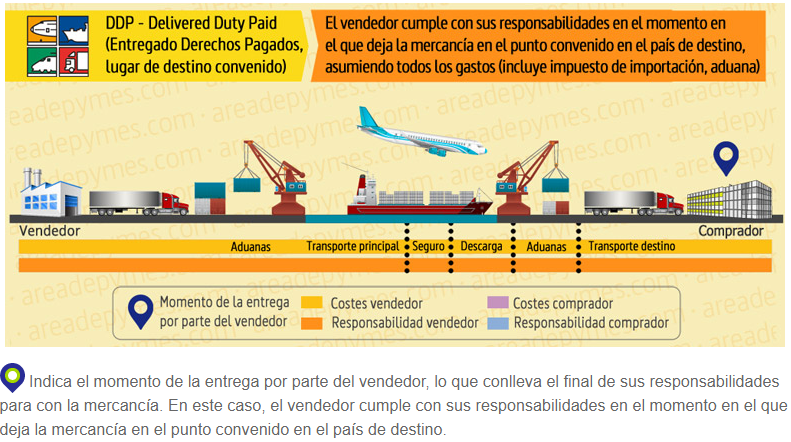 DDP - Delivered Duty Paid
(Entregado Derechos Pagados,
lugar de destino convenido)
El vendedor cumple con sus responsabilidades en el momento en
el que deja la mercancía en el punto convenido en el país de destino,
asumiendo todos los gastos (incluye impuesto de importación, aduana)
areadepymes.com · areadepymes.com · areadepymes.com
Vendedor
Comprador
Aduanas
Transporte principal
Seguro
Descarga
Aduanas
Transporte destino
Momento de la entrega
por parte del vendedor
Costes vendedor
Responsabilidad vendedor
Costes comprador
Responsabilidad comprador
Indica el momento de la entrega por parte del vendedor, lo que conlleva el final de sus responsabilidades
para con la mercancía. En este caso, el vendedor cumple con sus responsabilidades en el momento en el que
deja la mercancía en el punto convenido en el país de destino.